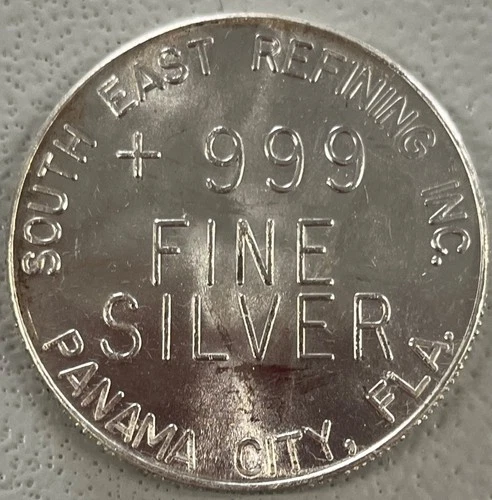 SOUTH EAST REFINING INC.
+ 999
FINE
SILVER
PANAMA CITY, FLA.